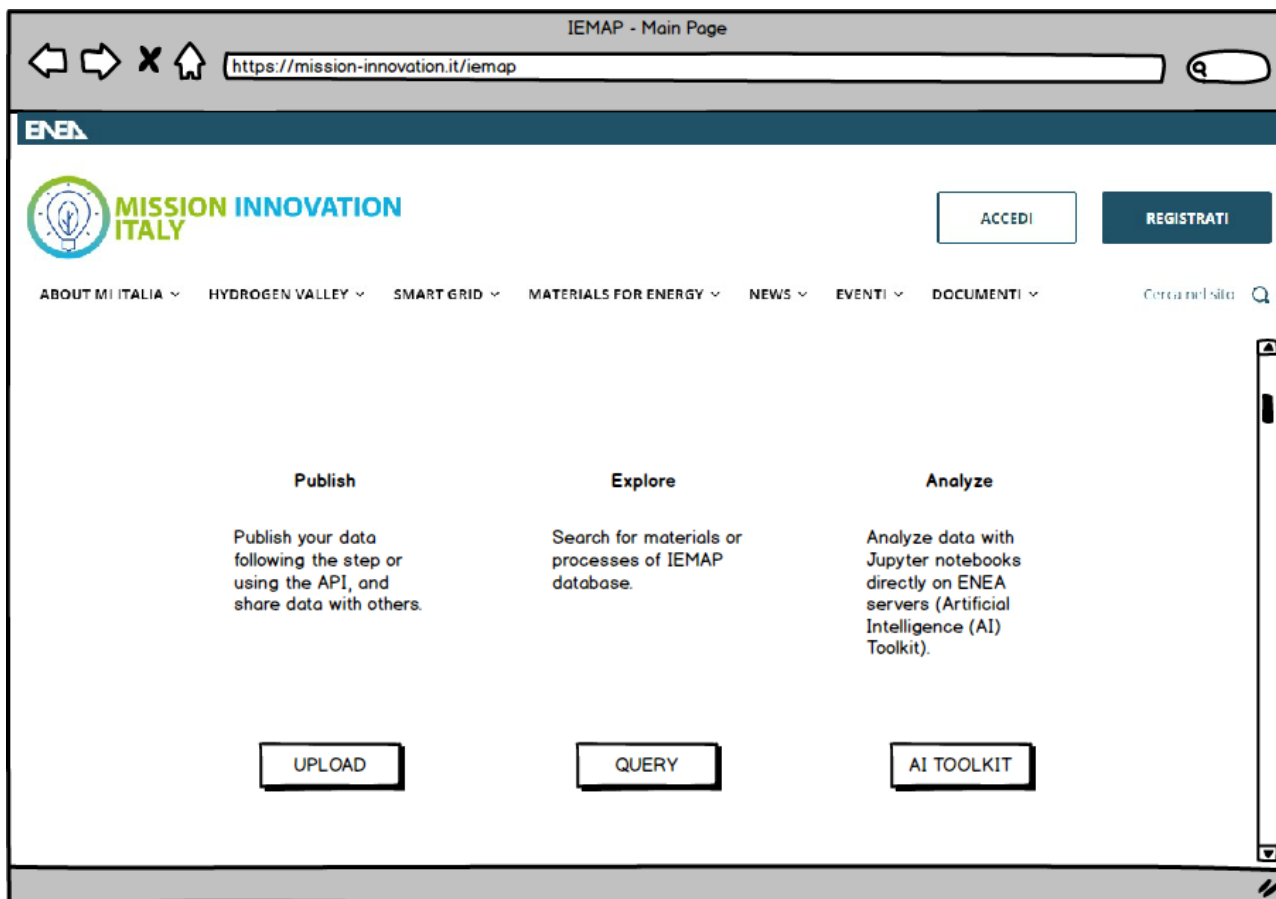 IEMAP - Main Page
https://mission-innovation.it/iemap
ENEA
MISSION INNOVATION
ITALY
ACCEDI
REGISTRATI
ABOUT MI ITALIA
HYDROGEN VALLEY
SMART GRID
MATERIALS FOR ENERGY
NEWS
EVENTI
DOCUMENTI
Cerca nel sito
Publish
Publish your data
following the step or
using the API, and
share data with others.
UPLOAD
Explore
Search for materials or
processes of IEMAP
database.
QUERY
Analyze
Analyze data with
Jupyter notebooks
directly on ENEA
servers (Artificial
Intelligence (AI)
Toolkit).
AI TOOLKIT